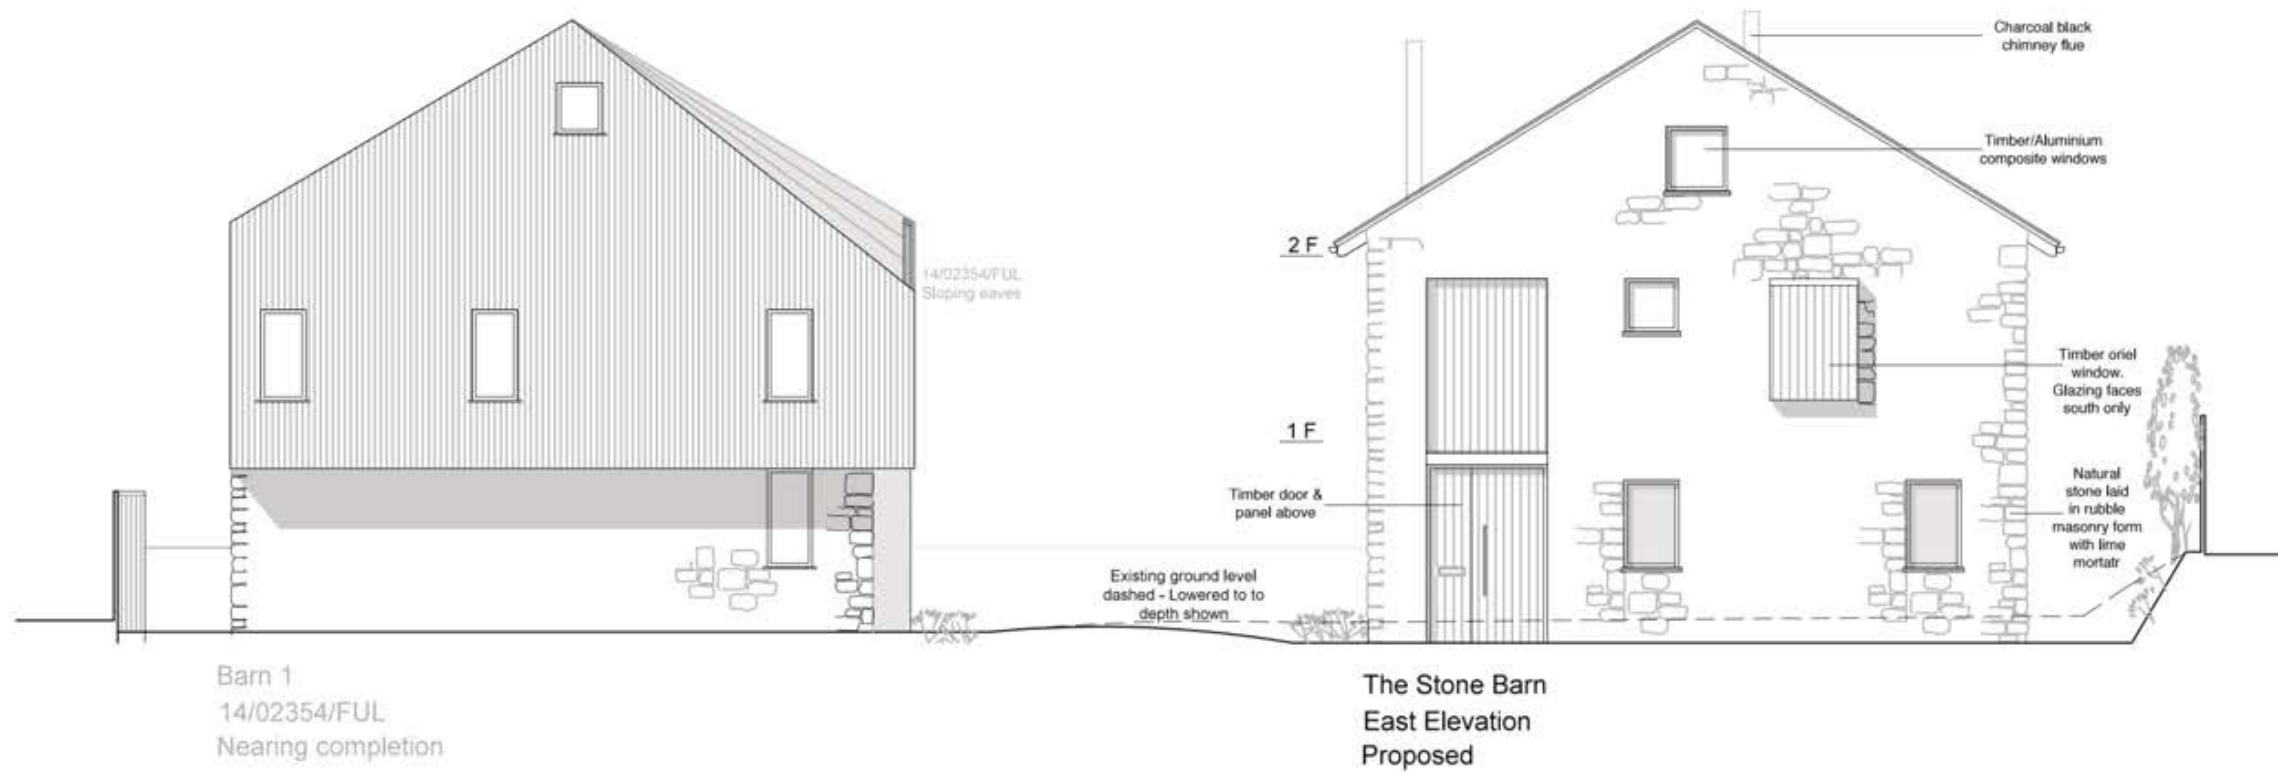 Charcoal black
chimney flue
Timber/Aluminium
composite windows
2 F
14/02354/FUL
Sloping eaves
Timber oriel
window.
Glazing faces
south only
1 F
Timber door &
panel above
Natural
stone laid
in rubble
masonry form
with lime
mortatr
Existing ground level
dashed - Lowered to to
depth shown
Barn 1
14/02354/FUL
Nearing completion
The Stone Barn
East Elevation
Proposed